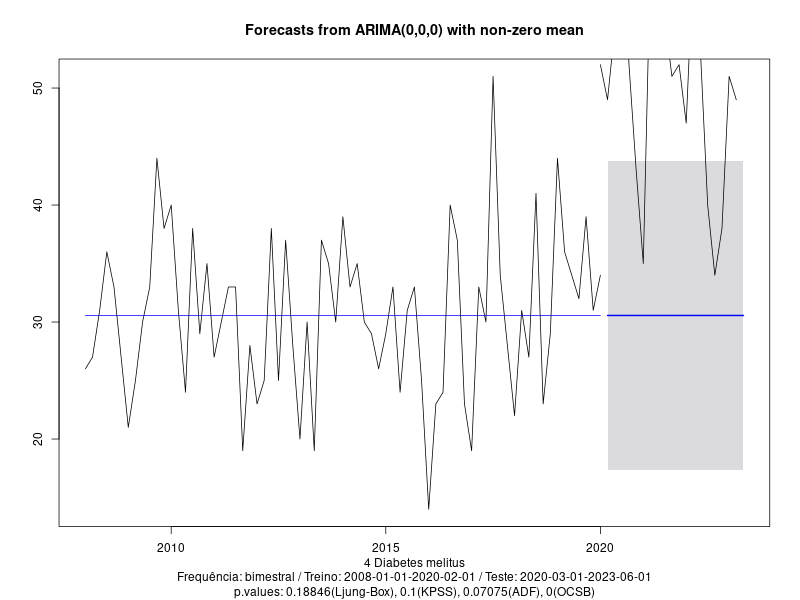 Forecasts from ARIMA(0,0,0) with non-zero mean
50
40
30
20
2010 2015 2020
4 Diabetes melitus
Frequência: bimestral / Treino: 2008-01-01-2020-02-01 / Teste: 2020-03-01-2023-06-01
p.values: 0.18846(Ljung-Box), 0.1(KPSS), 0.07075(ADF), 0(OCSB)